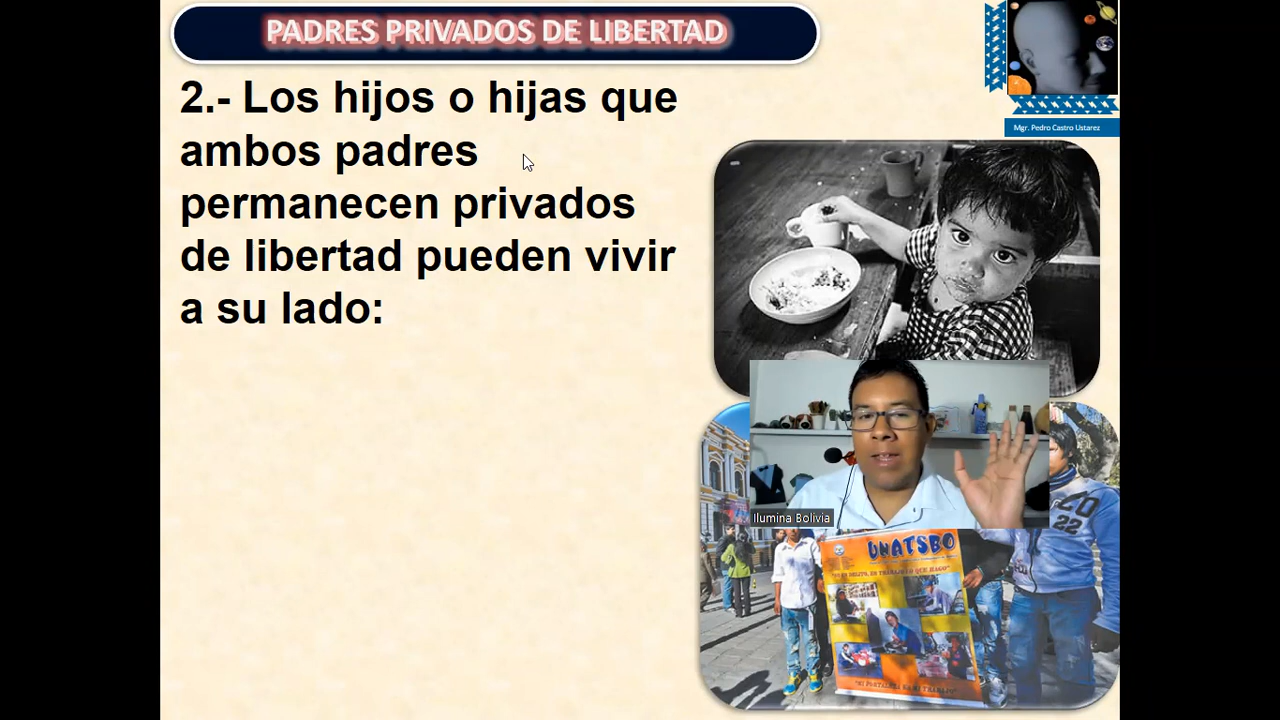 PADRES PRIVADOS DE LIBERTAD
Mgr. Pedro Castro Ustarez
2.- Los hijos o hijas que
ambos padres
permanecen privados
de libertad pueden vivir
a su lado:
Ilumina Bolivia
UNATSBO
22